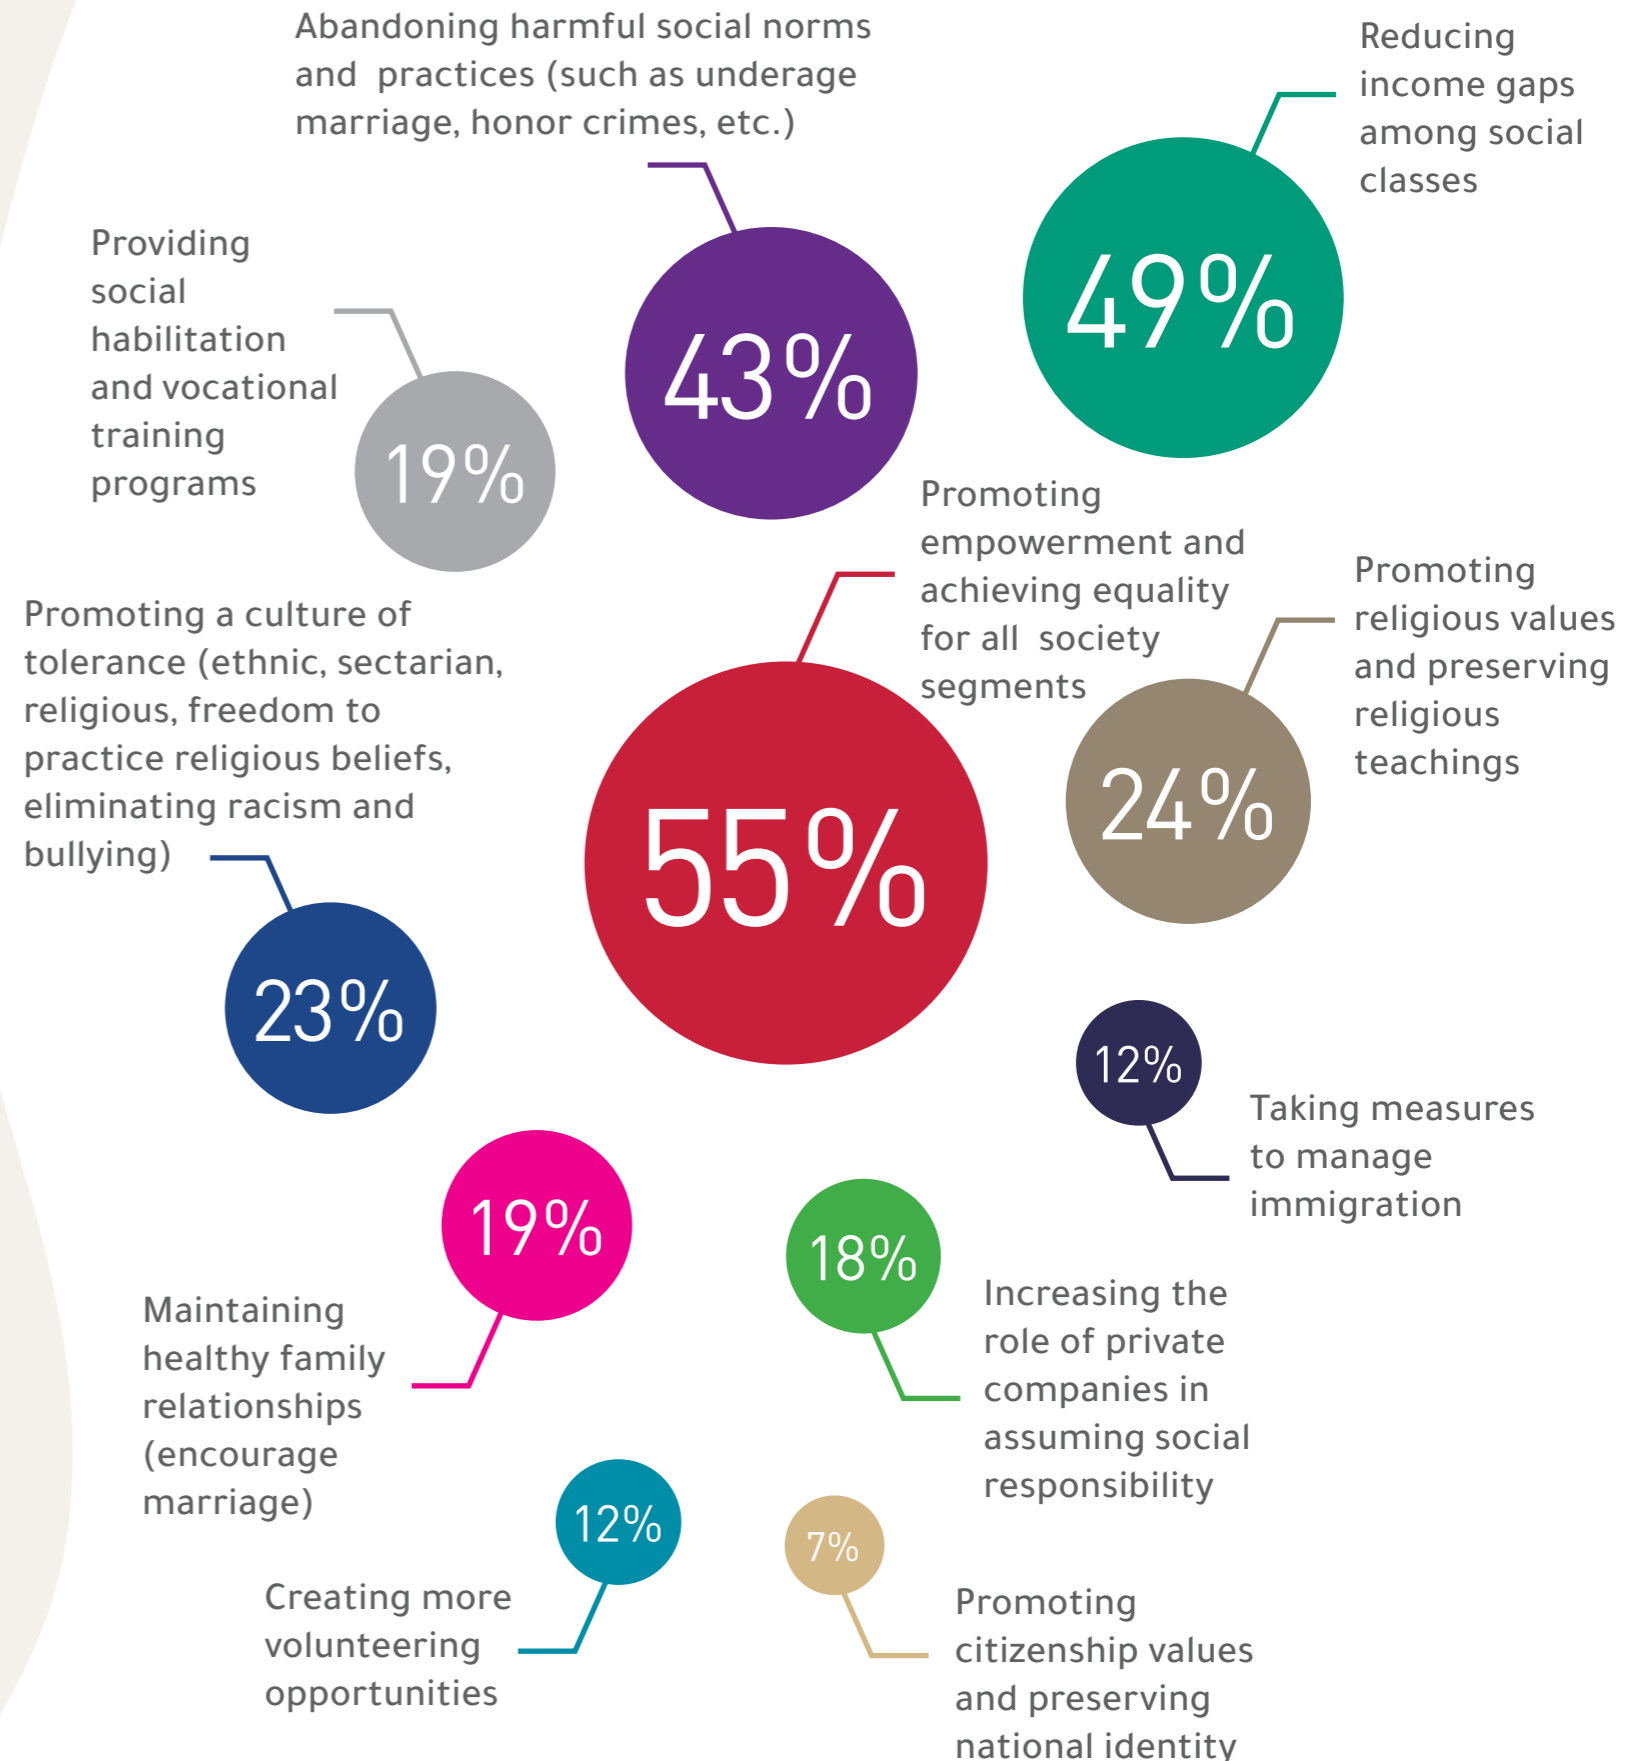 Abandoning harmful social norms
and practices (such as underage
marriage, honor crimes, etc.)
43%
Reducing
income gaps
among social
classes
49%
Providing
social
habilitation
and vocational
training
programs
19%
Promoting
empowerment and
achieving equality
for all society
segments
55%
Promoting
religious values
and preserving
religious
teachings
24%
Promoting a culture of
tolerance (ethnic, sectarian,
religious, freedom to
practice religious beliefs,
eliminating racism and
bullying)
23%
12%
Taking measures
to manage
immigration
19%
Maintaining
healthy family
relationships
(encourage
marriage)
18%
Increasing the
role of private
companies in
assuming social
responsibility
12%
Creating more
volunteering
opportunities
7%
Promoting
citizenship values
and preserving
national identity